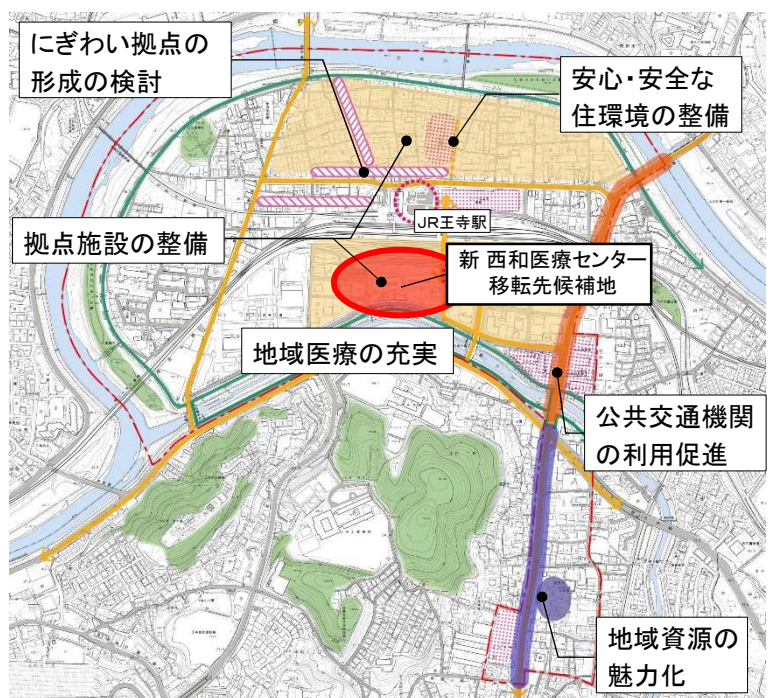 にぎわい拠点の
形成の検討
安心・安全な
住環境の整備
拠点施設の整備
JR王寺駅
新 西和医療センター
移転先候補地
地域医療の充実
公共交通機関
の利用促進
地域資源の
魅力化